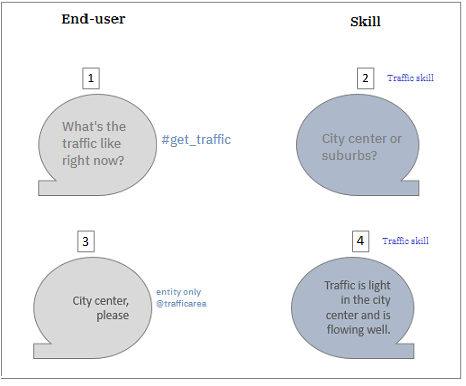 End-user
Skill
1
What's the
traffic like
right now?
#get_traffic
2
Traffic skill
City center or
suburbs?
3
City center,
please
entity only
@trafficarea
4
Traffic skill
Traffic is light
in the city
center and is
flowing well.